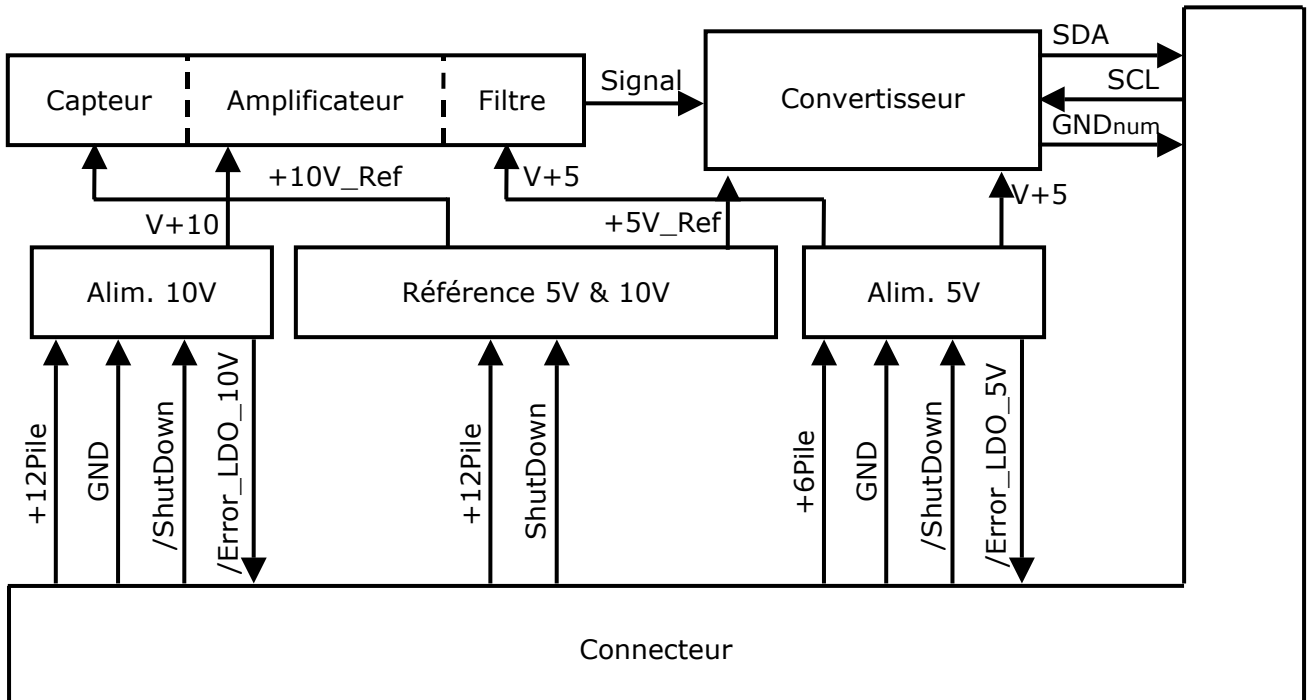 SDA
Signal
SCL
Capteur
Amplificateur
Filtre
Convertisseur
GNDnum
+10V_Ref
V+5
V+5
V+10
+5V_Ref
Alim. 10V
Référence 5V & 10V
Alim. 5V
+12Pile
GND
/ShutDown
/Error_LDO_10V
+12Pile
ShutDown
+6Pile
GND
/ShutDown
/Error_LDO_5V
Connecteur